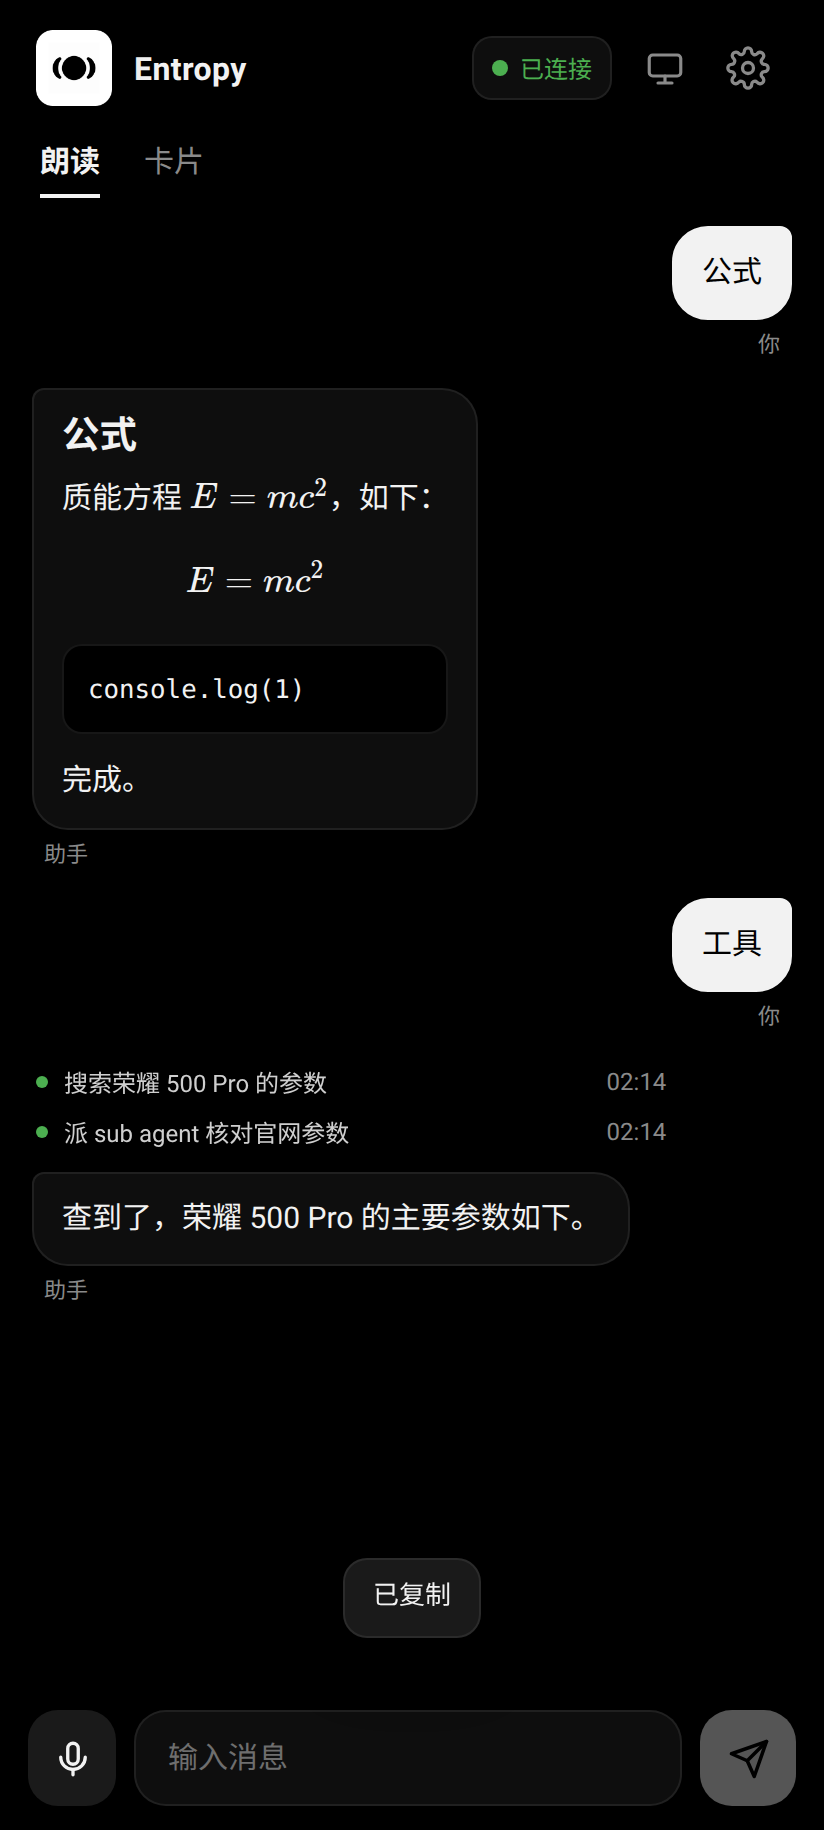 Entropy
已连接
朗读
卡片
公式
你
公式
质能方程 E = mc²，如下：
E = mc²
console.log(1)
完成。
助手
工具
你
搜索荣耀 500 Pro 的参数 02:14
派 sub agent 核对官网参数 02:14
查到了，荣耀 500 Pro 的主要参数如下。
助手
已复制
输入消息